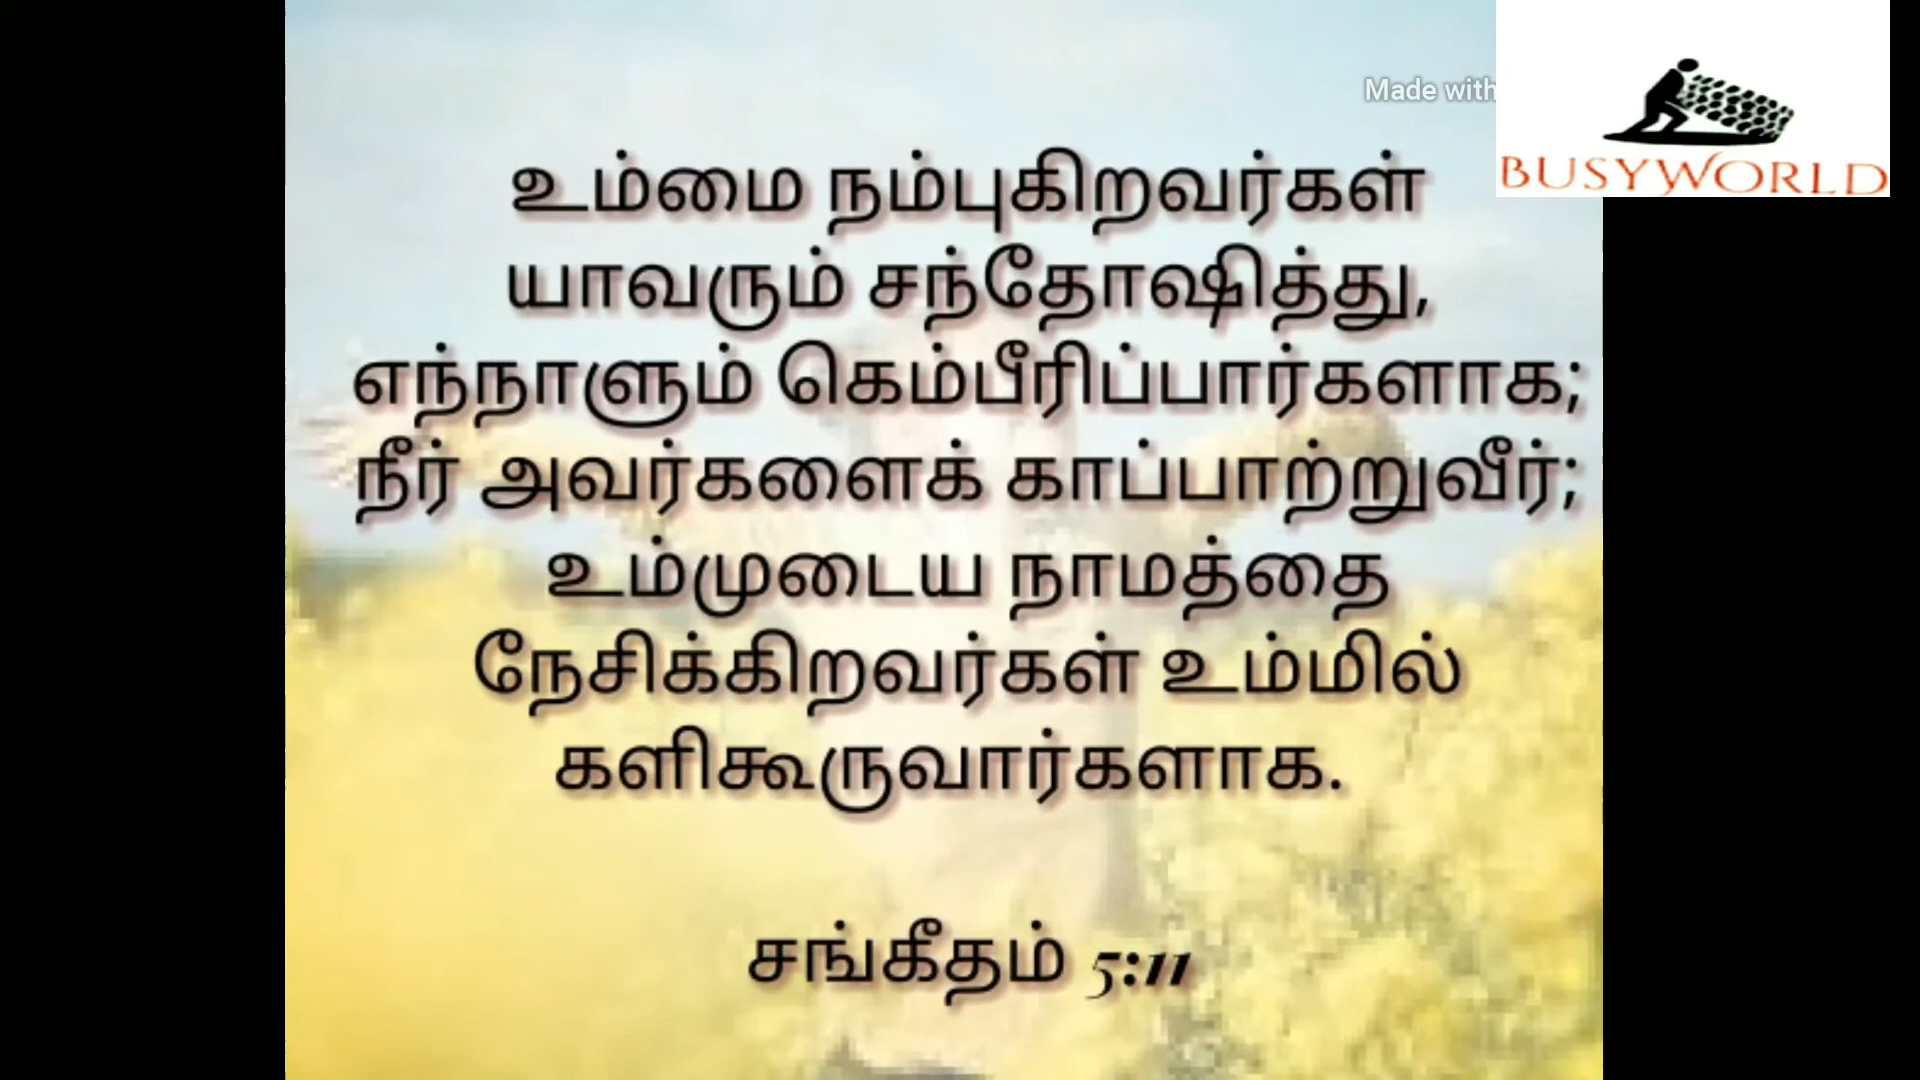 Made with
BUSYWORLD
உம்மை நம்புகிறவர்கள்
யாவரும் சந்தோஷித்து,
எந்நாளும் கெம்பீரிப்பார்களாக;
நீர் அவர்களைக் காப்பாற்றுவீர்;
உம்முடைய நாமத்தை
நேசிக்கிறவர்கள் உம்மில்
களிகூருவார்களாக.
சங்கீதம் 5:11